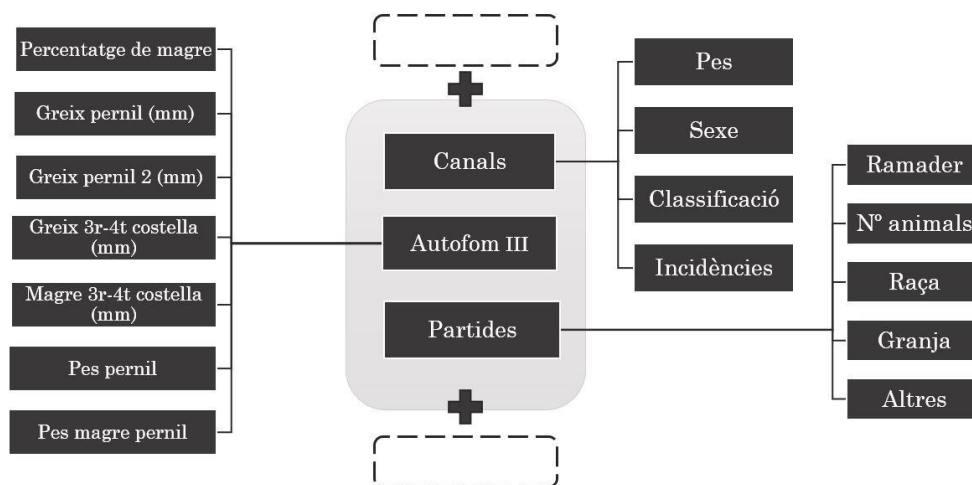 Percentatge de magre
Greix pernil (mm)
Greix pernil 2 (mm)
Greix 3r-4t costella
(mm)
Magre 3r-4t costella
(mm)
Pes pernil
Pes magre pernil
Canals
Autofom III
Partides
Pes
Sexe
Classificació
Incidències
Ramader
Nº animals
Raça
Granja
Altres